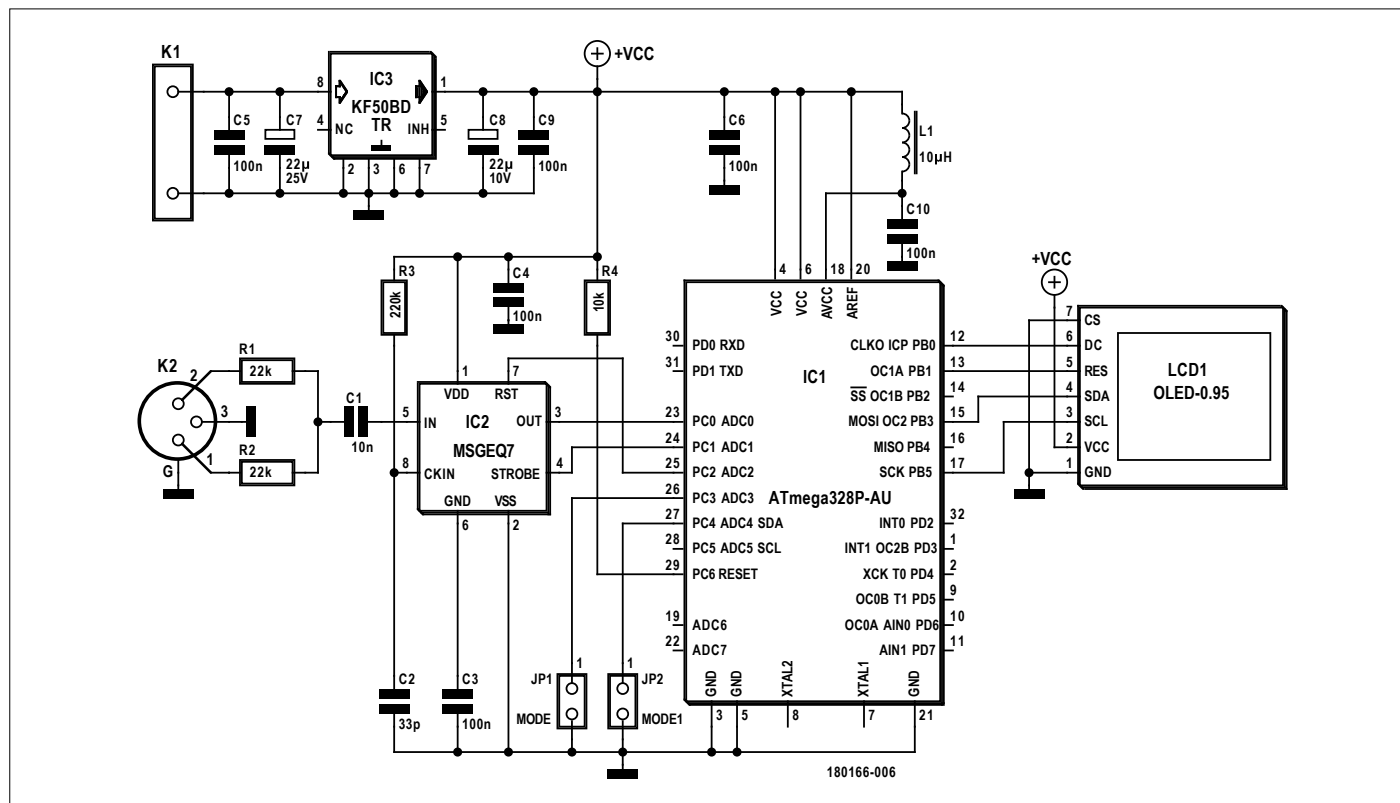 K1
C5
100n
C7
22µ
25V
8
IC3
1
KF50BD
TR
4
NC
INH
5
2
3
6
7
C8
22µ
10V
C9
100n
+VCC
C6
100n
L1
10µH
C10
100n
R3
220k
C4
100n
R4
10k
K2
2
3
1
G
R1
22k
R2
22k
C1
10n
1
7
VDD
RST
5
IN
IC2
OUT
3
MSGEQ7
8
CKIN
STROBE
4
GND
VSS
6
2
C2
33p
C3
100n
JP1
1
MODE
1
JP2
MODE1
4
6
18
20
VCC
VCC
AVCC
AREF
30
PD0 RXD
31
PD1 TXD
23
PC0 ADC0
24
PC1 ADC1
25
PC2 ADC2
26
PC3 ADC3
27
PC4 ADC4 SDA
28
PC5 ADC5 SCL
29
PC6 RESET
19
ADC6
22
ADC7
IC1
ATmega328P-AU
CLKO ICP PB0
12
OC1A PB1
13
SS OC1B PB2
14
MOSI OC2 PB3
15
MISO PB4
16
SCK PB5
17
INT0 PD2
32
INT1 OC2B PD3
1
XCK T0 PD4
2
OC0B T1 PD5
9
OC0A AIN0 PD6
10
AIN1 PD7
11
GND
GND
XTAL2
XTAL1
GND
3
5
8
7
21
+VCC
7
CS
6
DC
5
RES
4
SDA
3
SCL
2
VCC
1
GND
LCD1
OLED-0.95
180166-006